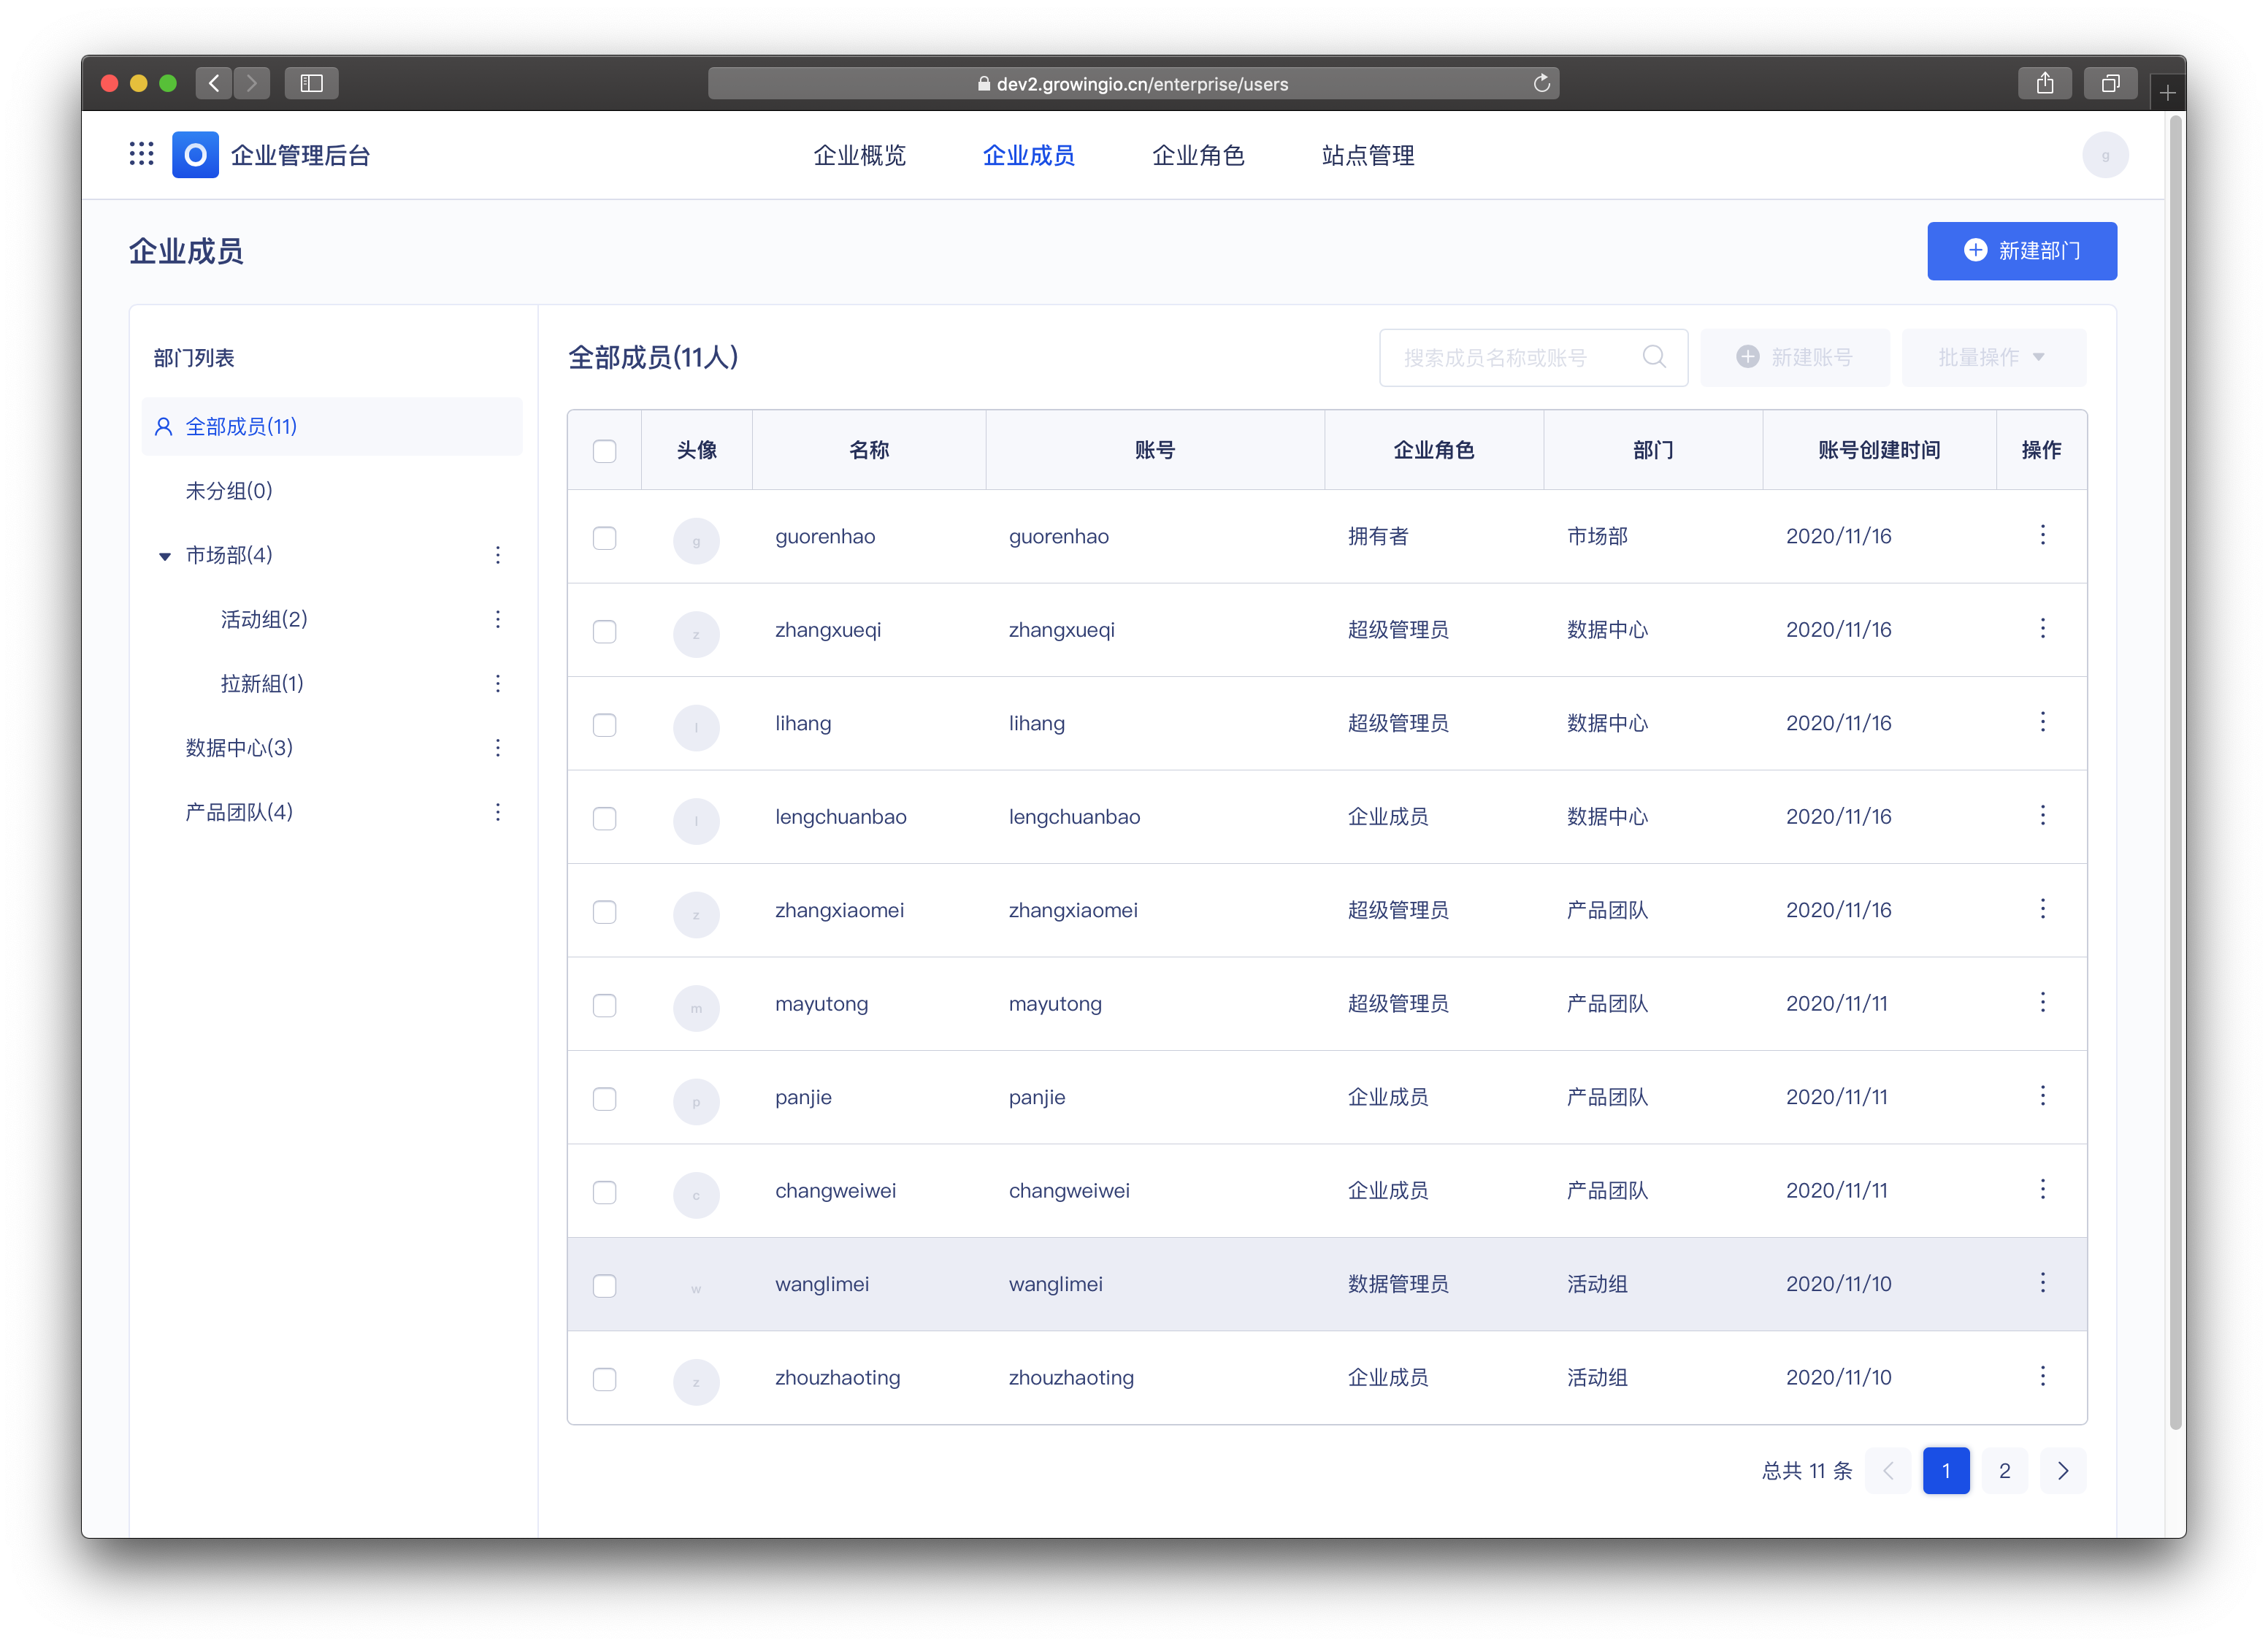 dev2.growingio.cn/enterprise/users
企业管理后台 企业概览 企业成员 企业角色 站点管理 g
企业成员 新建部门
部门列表
全部成员(11)
未分组(0)
市场部(4)
活动组(2)
拉新組(1)
数据中心(3)
产品团队(4)
全部成员(11人) 搜索成员名称或账号 新建账号 批量操作
头像 名称 账号 企业角色 部门 账号创建时间 操作
g guorenhao guorenhao 拥有者 市场部 2020/11/16
z zhangxueqi zhangxueqi 超级管理员 数据中心 2020/11/16
l lihang lihang 超级管理员 数据中心 2020/11/16
l lengchuanbao lengchuanbao 企业成员 数据中心 2020/11/16
z zhangxiaomei zhangxiaomei 超级管理员 产品团队 2020/11/16
m mayutong mayutong 超级管理员 产品团队 2020/11/11
p panjie panjie 企业成员 产品团队 2020/11/11
c changweiwei changweiwei 企业成员 产品团队 2020/11/11
w wanglimei wanglimei 数据管理员 活动组 2020/11/10
z zhouzhaoting zhouzhaoting 企业成员 活动组 2020/11/10
总共 11 条 1 2